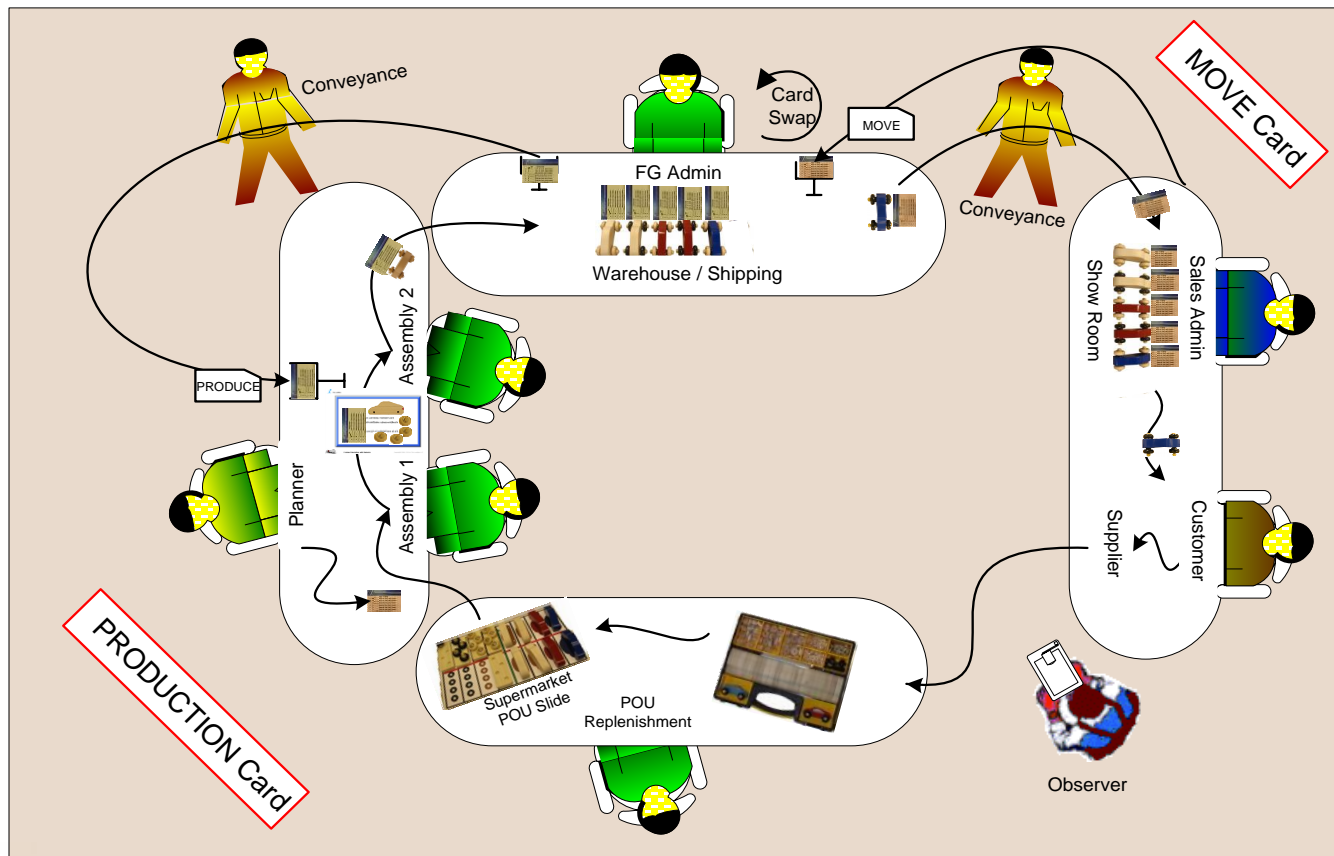 Conveyance
Card
Swap
MOVE
MOVE Card
FG Admin
Conveyance
Warehouse / Shipping
Assembly 2
Sales Admin
Show Room
PRODUCE
Planner
Assembly 1
Customer
Supplier
Supermarket
POU Slide
POU
Replenishment
PRODUCTION Card
Observer